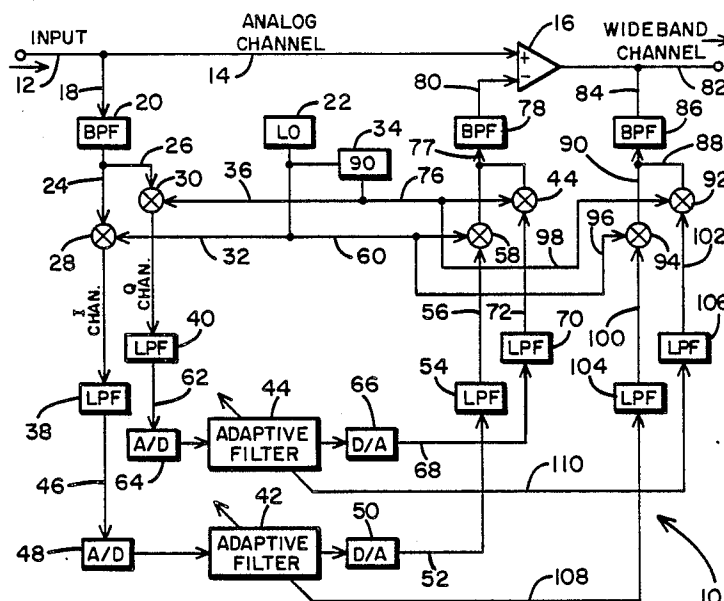 INPUT
ANALOG
CHANNEL
16
WIDEBAND
CHANNEL
12
14
80
82
18
20
22
78
84
86
BPF
LO
34
BPF
BPF
26
90
77
88
24
30
36
76
44
90
92
28
32
60
58
96
98
94
102
I
CHAN.
Q
CHAN.
40
56
72
70
100
106
LPF
62
54
LPF
104
LPF
38
LPF
44
66
LPF
LPF
A/D
ADAPTIVE
FILTER
D/A
64
68
46
110
42
50
48
A/D
ADAPTIVE
FILTER
D/A
52
108
10